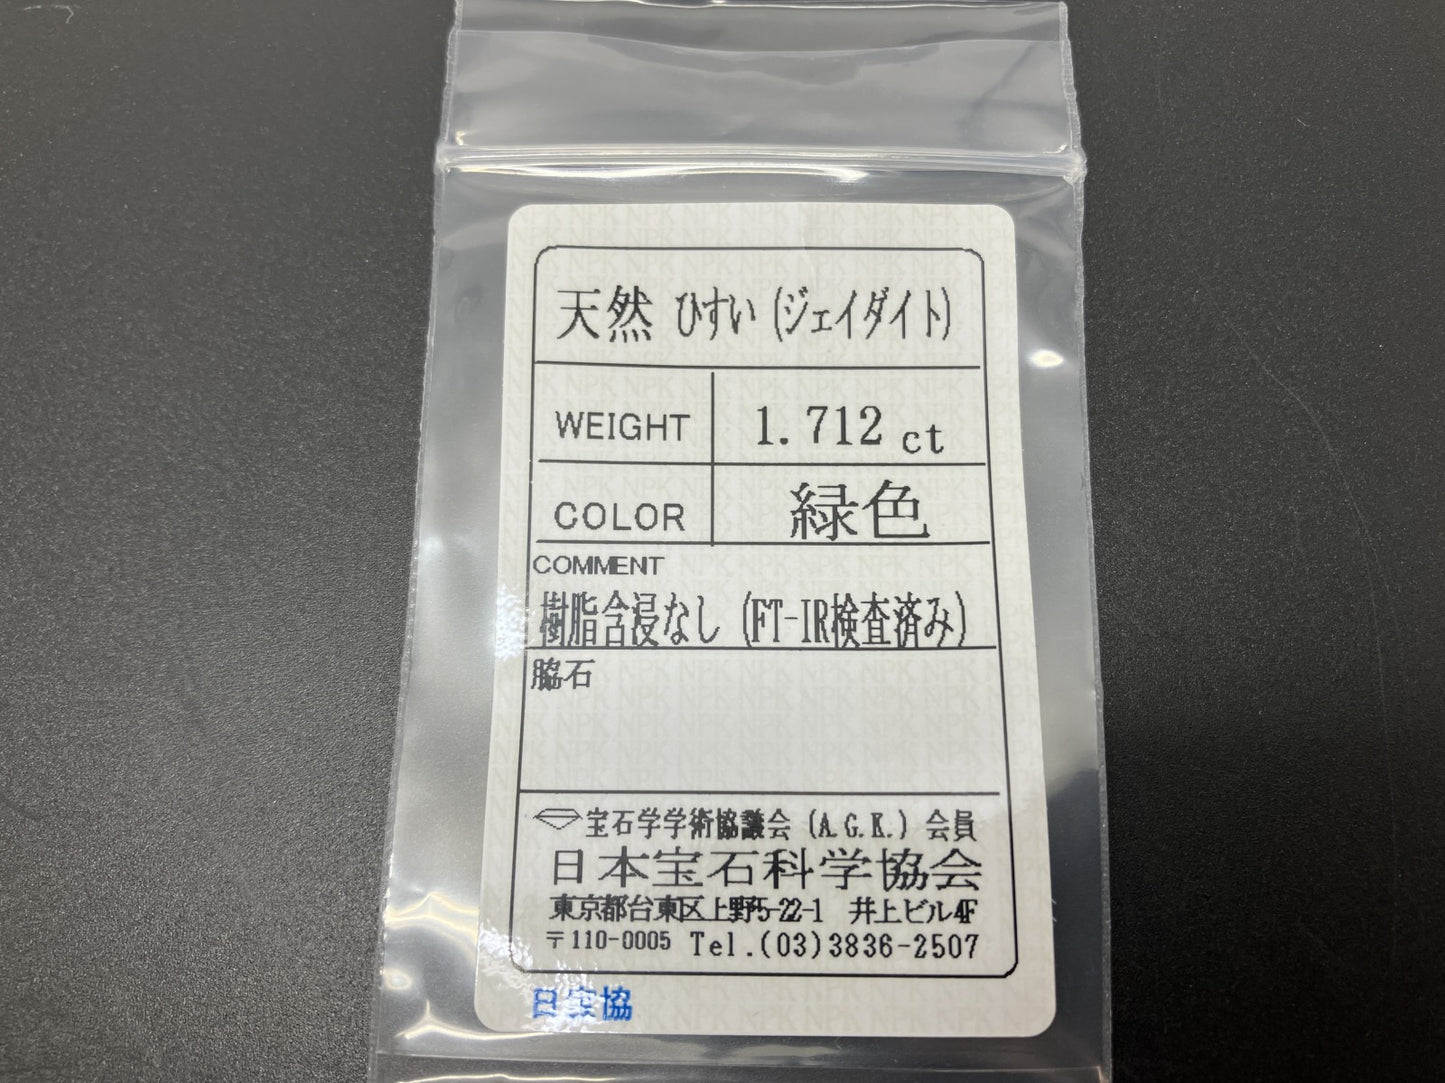 天然 ひすい (ジェイダイト)
WEIGHT 1.712 ct
COLOR 緑色
COMMENT
樹脂含浸なし (FT-IR検査済み)
脇石
宝石学学術協議会 (A.G.K.) 会員
日本宝石科学協会
東京都台東区上野5-22-1 井上ビル4F
〒110-0005 Tel.(03)3836-2507
日宝協